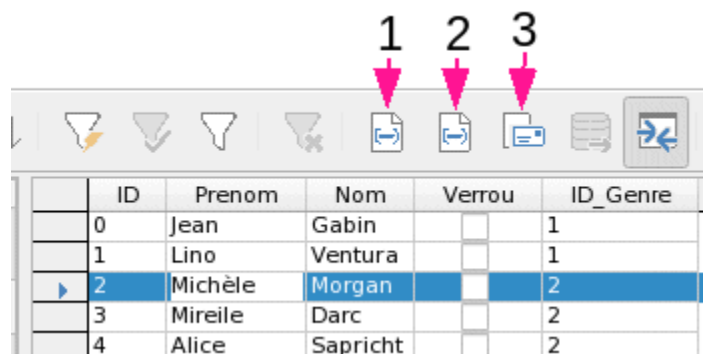 1 2 3
ID Prenom Nom Verrou ID_Genre
0 Jean Gabin 1
1 Lino Ventura 1
2 Michèle Morgan 2
3 Mireile Darc 2
4 Alice Sapricht 2